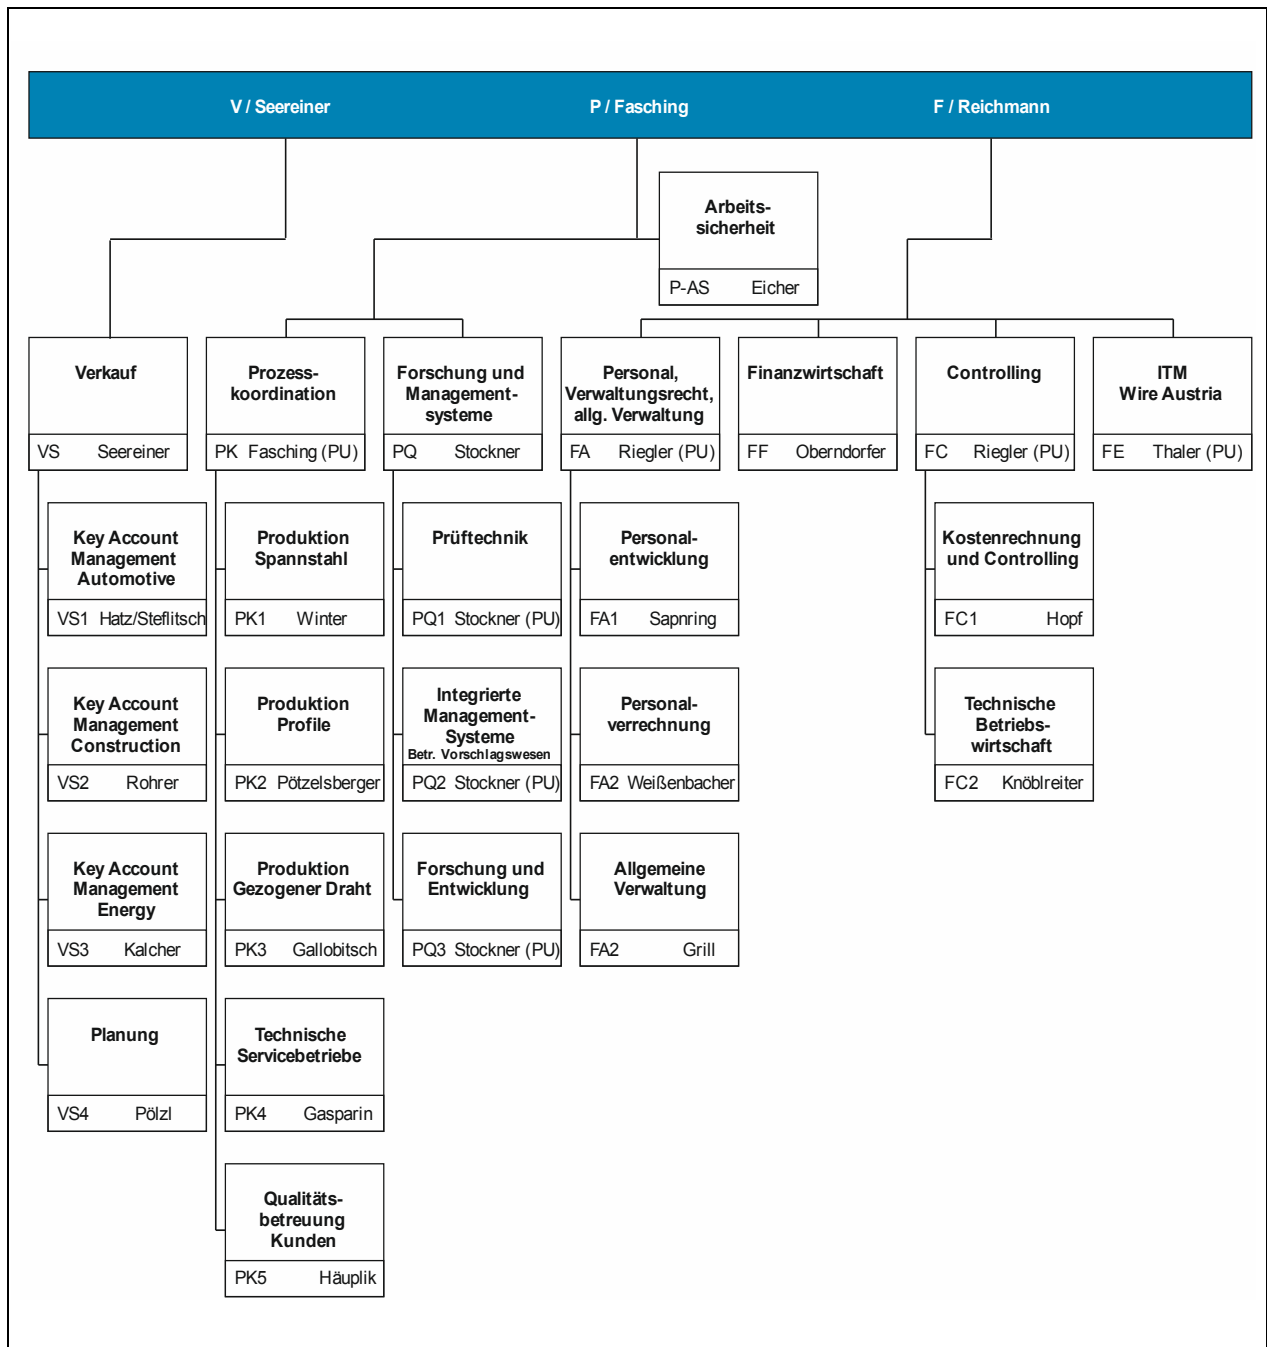 V / Seereiner
P / Fasching
F / Reichmann
Arbeits-
sicherheit
P-AS Eicher
Verkauf
VS Seereiner
Prozess-
koordination
PK Fasching (PU)
Forschung und
Management-
systeme
PQ Stockner
Personal,
Verwaltungsrecht,
allg. Verwaltung
FA Riegler (PU)
Finanzwirtschaft
FF Oberndorfer
Controlling
FC Riegler (PU)
ITM
Wire Austria
FE Thaler (PU)
Key Account
Management
Automotive
VS1 Hatz/Steflitsch
Produktion
Spannstahl
PK1 Winter
Prüftechnik
PQ1 Stockner (PU)
Personal-
entwicklung
FA1 Sapnring
Kostenrechnung
und Controlling
FC1 Hopf
Key Account
Management
Construction
VS2 Rohrer
Produktion
Profile
PK2 Pötzelsberger
Integrierte
Management-
Systeme
Betr. Vorschlagswesen
PQ2 Stockner (PU)
Personal-
verrechnung
FA2 Weißenbacher
Technische
Betriebs-
wirtschaft
FC2 Knöblreiter
Key Account
Management
Energy
VS3 Kalcher
Produktion
Gezogener Draht
PK3 Gallobitsch
Forschung und
Entwicklung
PQ3 Stockner (PU)
Allgemeine
Verwaltung
FA2 Grill
Planung
VS4 Pölzl
Technische
Servicebetriebe
PK4 Gasparin
Qualitäts-
betreuung
Kunden
PK5 Häuplik